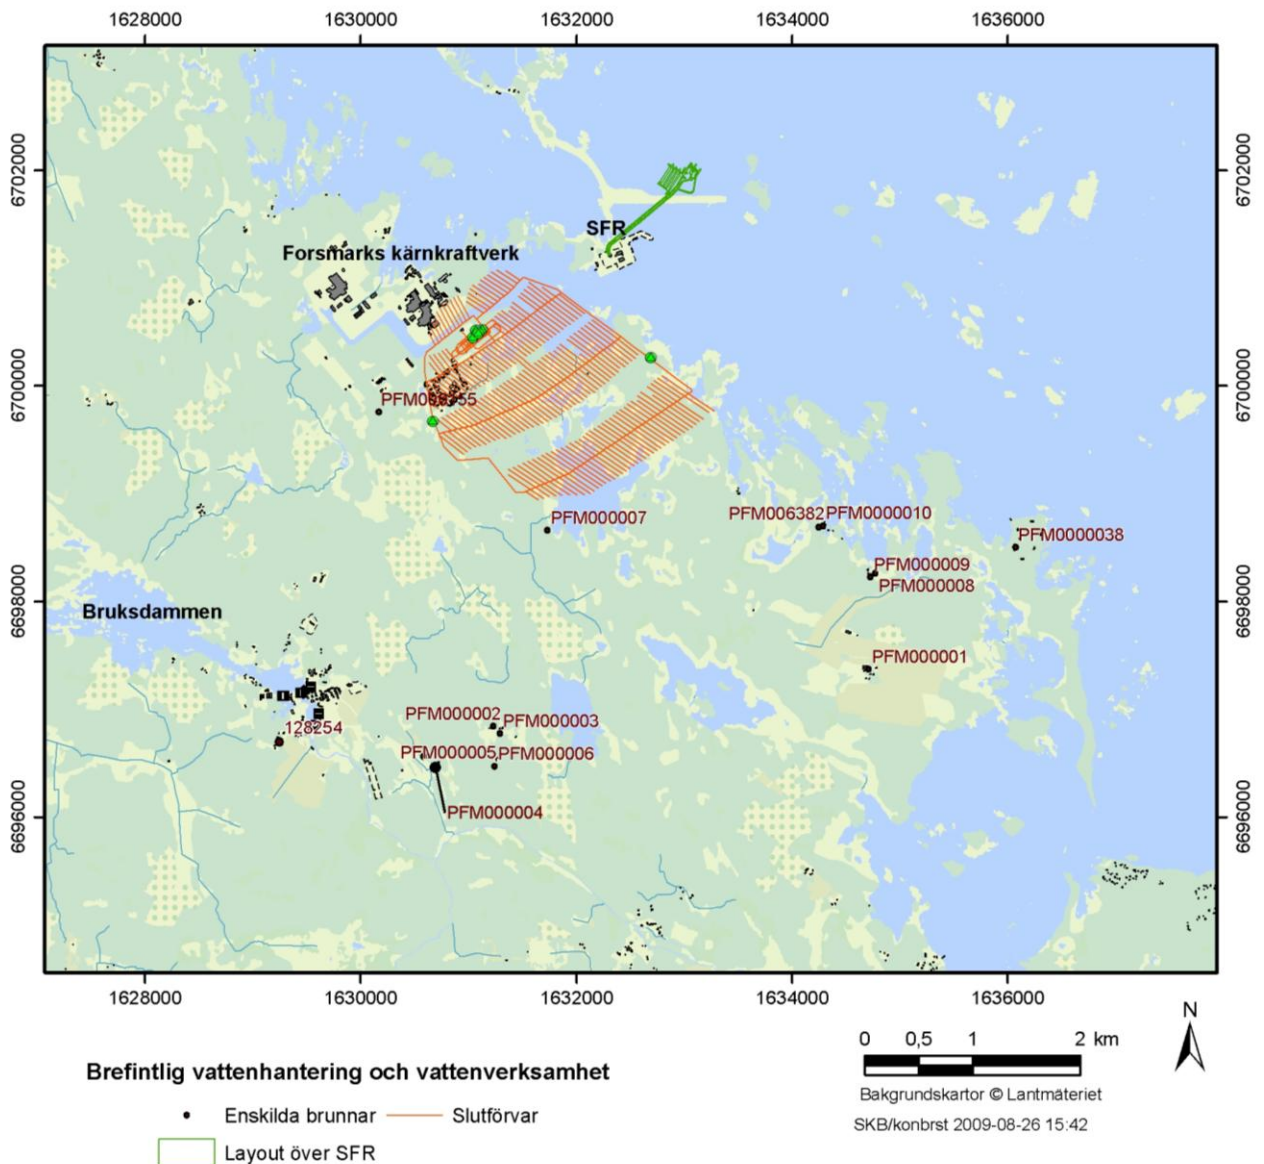 1628000 1630000 1632000 1634000 1636000
6702000 6702000
SFR
Forsmarks kärnkraftverk
6700000 6700000
PFM000007
PFM006382 PFM0000010
PFM0000038
PFM000009
PFM000008
6698000 6698000
Bruksdammen
PFM000001
PFM000002 PFM000003
128254
PFM000005 PFM000006
PFM000004
6696000 6696000
1628000 1630000 1632000 1634000 1636000
N
0 0,5 1 2 km
Brefintlig vattenhantering och vattenverksamhet
Bakgrundskartor © Lantmäteriet
Enskilda brunnar Slutförvar
SKB/konbrst 2009-08-26 15:42
Layout över SFR